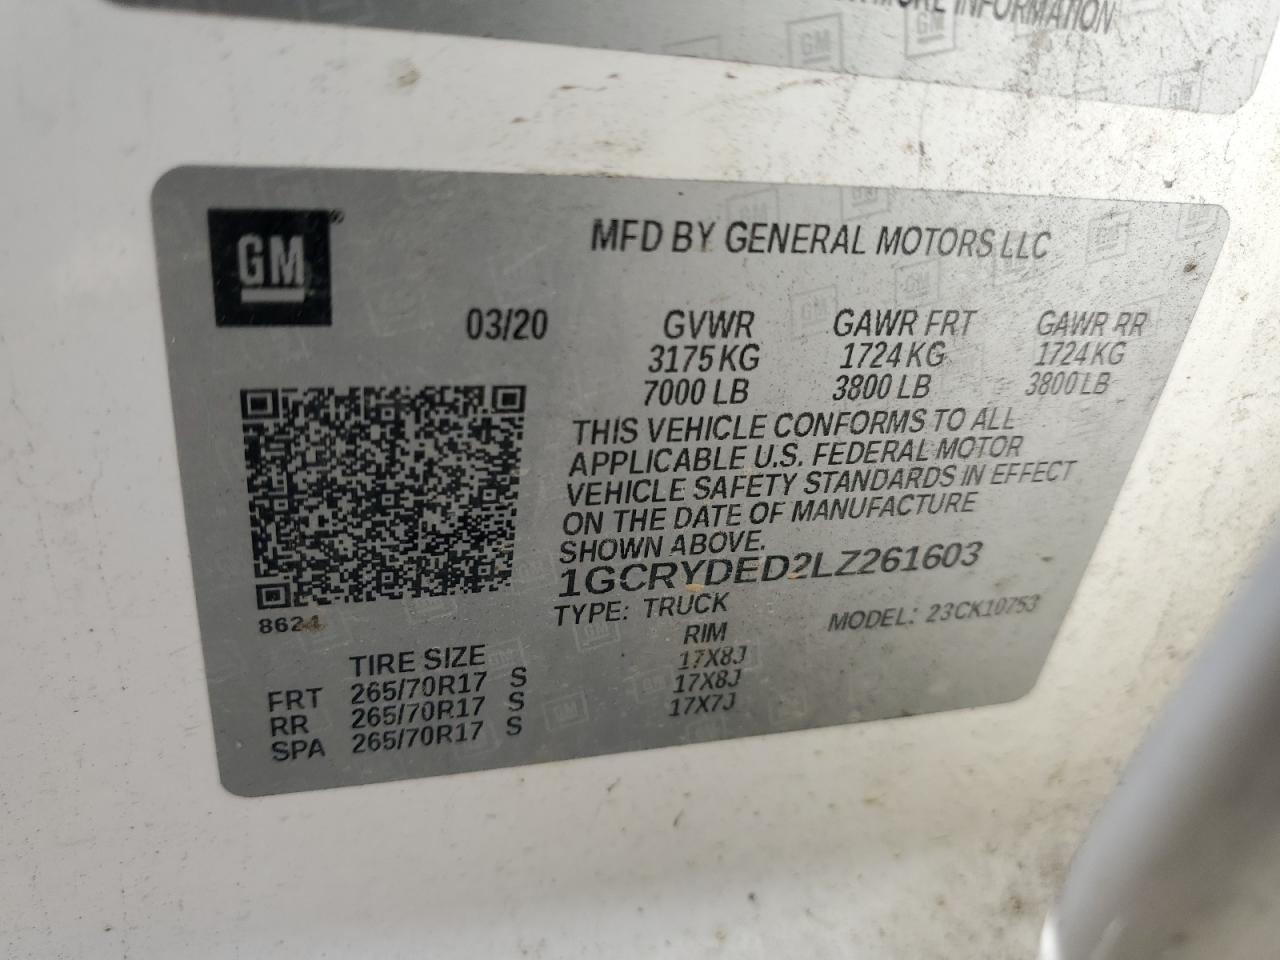 MORE INFORMATION
GM
MFD BY GENERAL MOTORS LLC
03/20 GVWR GAWR FRT GAWR RR
3175 KG 1724 KG 1724 KG
7000 LB 3800 LB 3800 LB
THIS VEHICLE CONFORMS TO ALL
APPLICABLE U.S. FEDERAL MOTOR
VEHICLE SAFETY STANDARDS IN EFFECT
ON THE DATE OF MANUFACTURE
SHOWN ABOVE.
1GCRYDED2LZ261603
TYPE: TRUCK MODEL: 23CK10753
8624
TIRE SIZE RIM
FRT 265/70R17 S 17X8J
RR 265/70R17 S 17X8J
SPA 265/70R17 S 17X7J